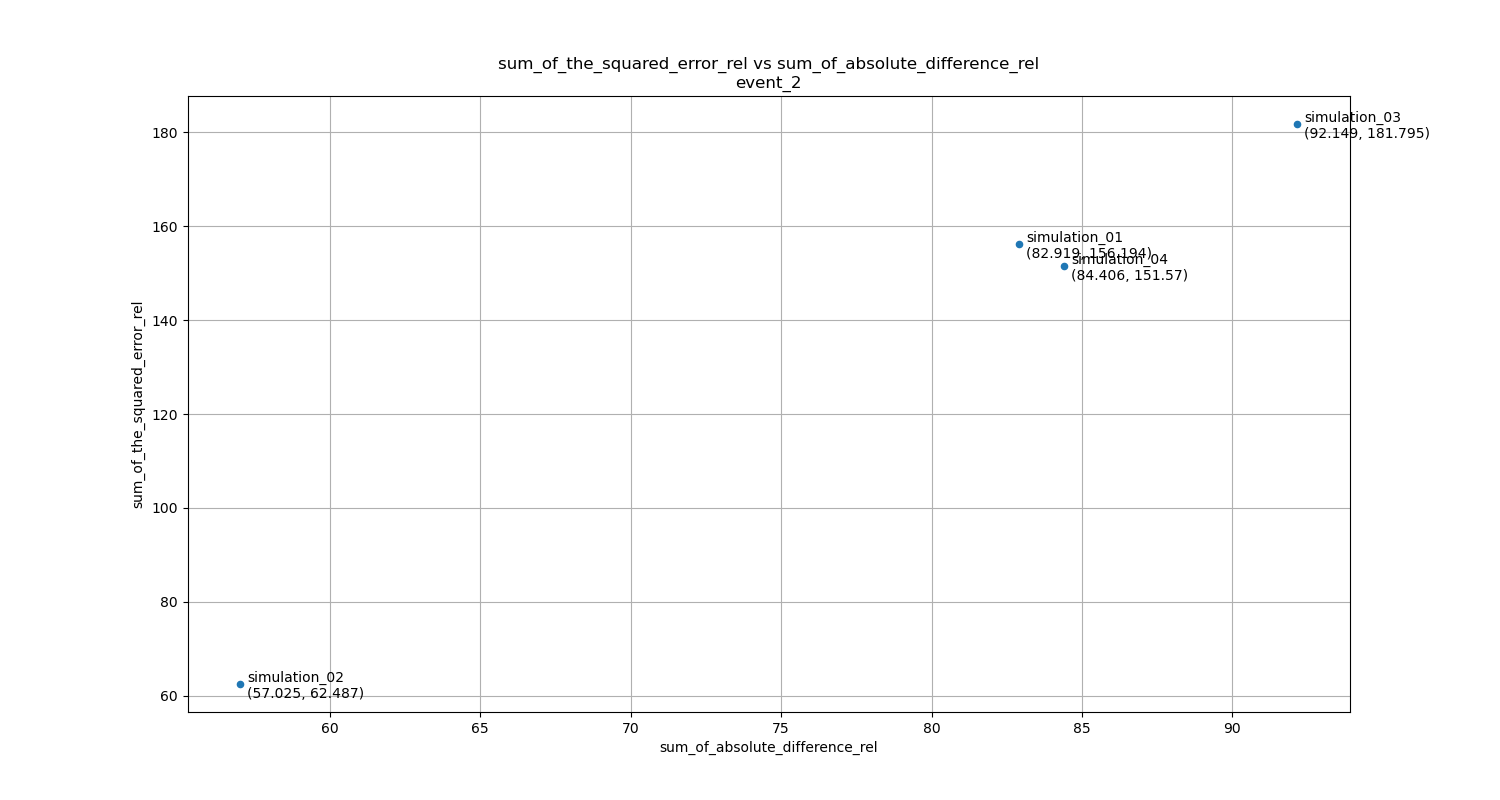 sum_of_the_squared_error_rel vs sum_of_absolute_difference_rel
event_2
sum_of_the_squared_error_rel
180
160
140
120
100
80
60
simulation_03
(92.149, 181.795)
simulation_01
(82.919, 156.194)
simulation_04
(84.406, 151.57)
simulation_02
(57.025, 62.487)
60
65
70
75
80
85
90
sum_of_absolute_difference_rel